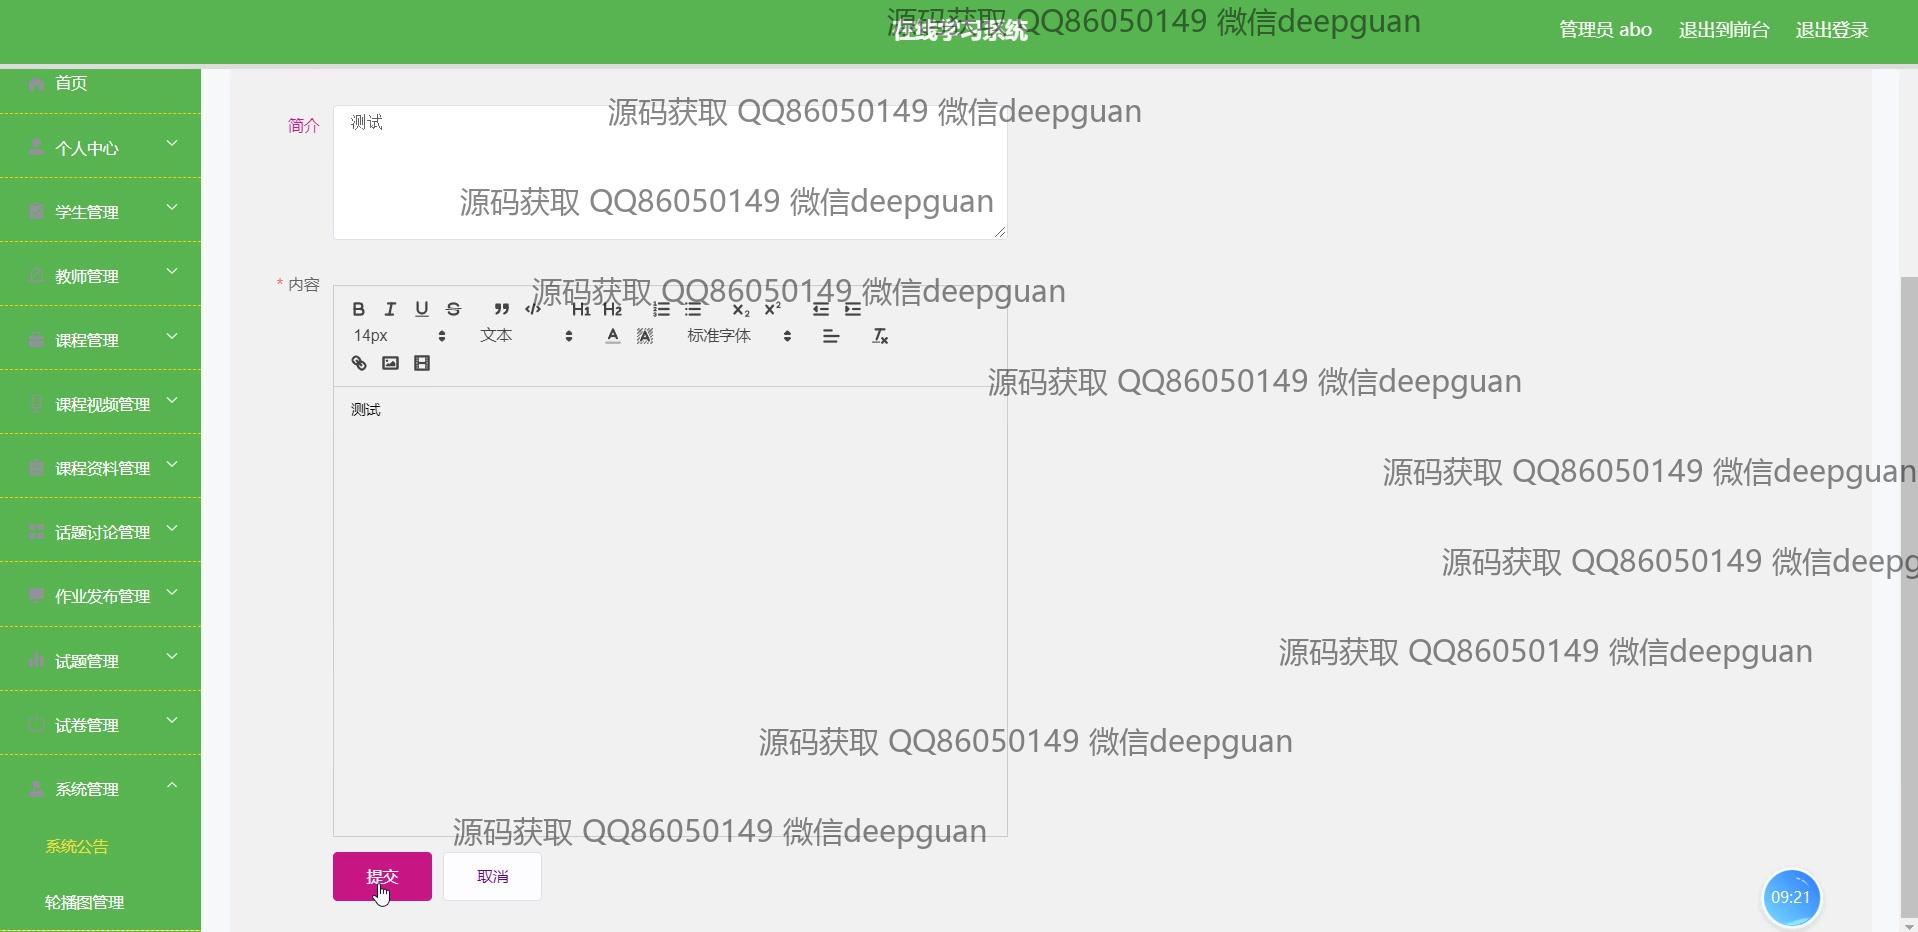 在线学习系统
源码获取 QQ86050149 微信deepguan
管理员 abo
退出到前台
退出登录
首页
个人中心
学生管理
教师管理
课程管理
课程视频管理
课程资料管理
话题讨论管理
作业发布管理
试题管理
试卷管理
系统管理
系统公告
轮播图管理
源码获取 QQ86050149 微信deepguan
简介
测试
源码获取 QQ86050149 微信deepguan
* 内容
源码获取 QQ86050149 微信deepguan
B I U S H1 H2 X2 X2
14px 文本 A A 标准字体 Tx
源码获取 QQ86050149 微信deepguan
测试
源码获取 QQ86050149 微信deepguan
源码获取 QQ86050149 微信deepg
源码获取 QQ86050149 微信deepguan
源码获取 QQ86050149 微信deepguan
源码获取 QQ86050149 微信deepguan
提交
取消
09:21